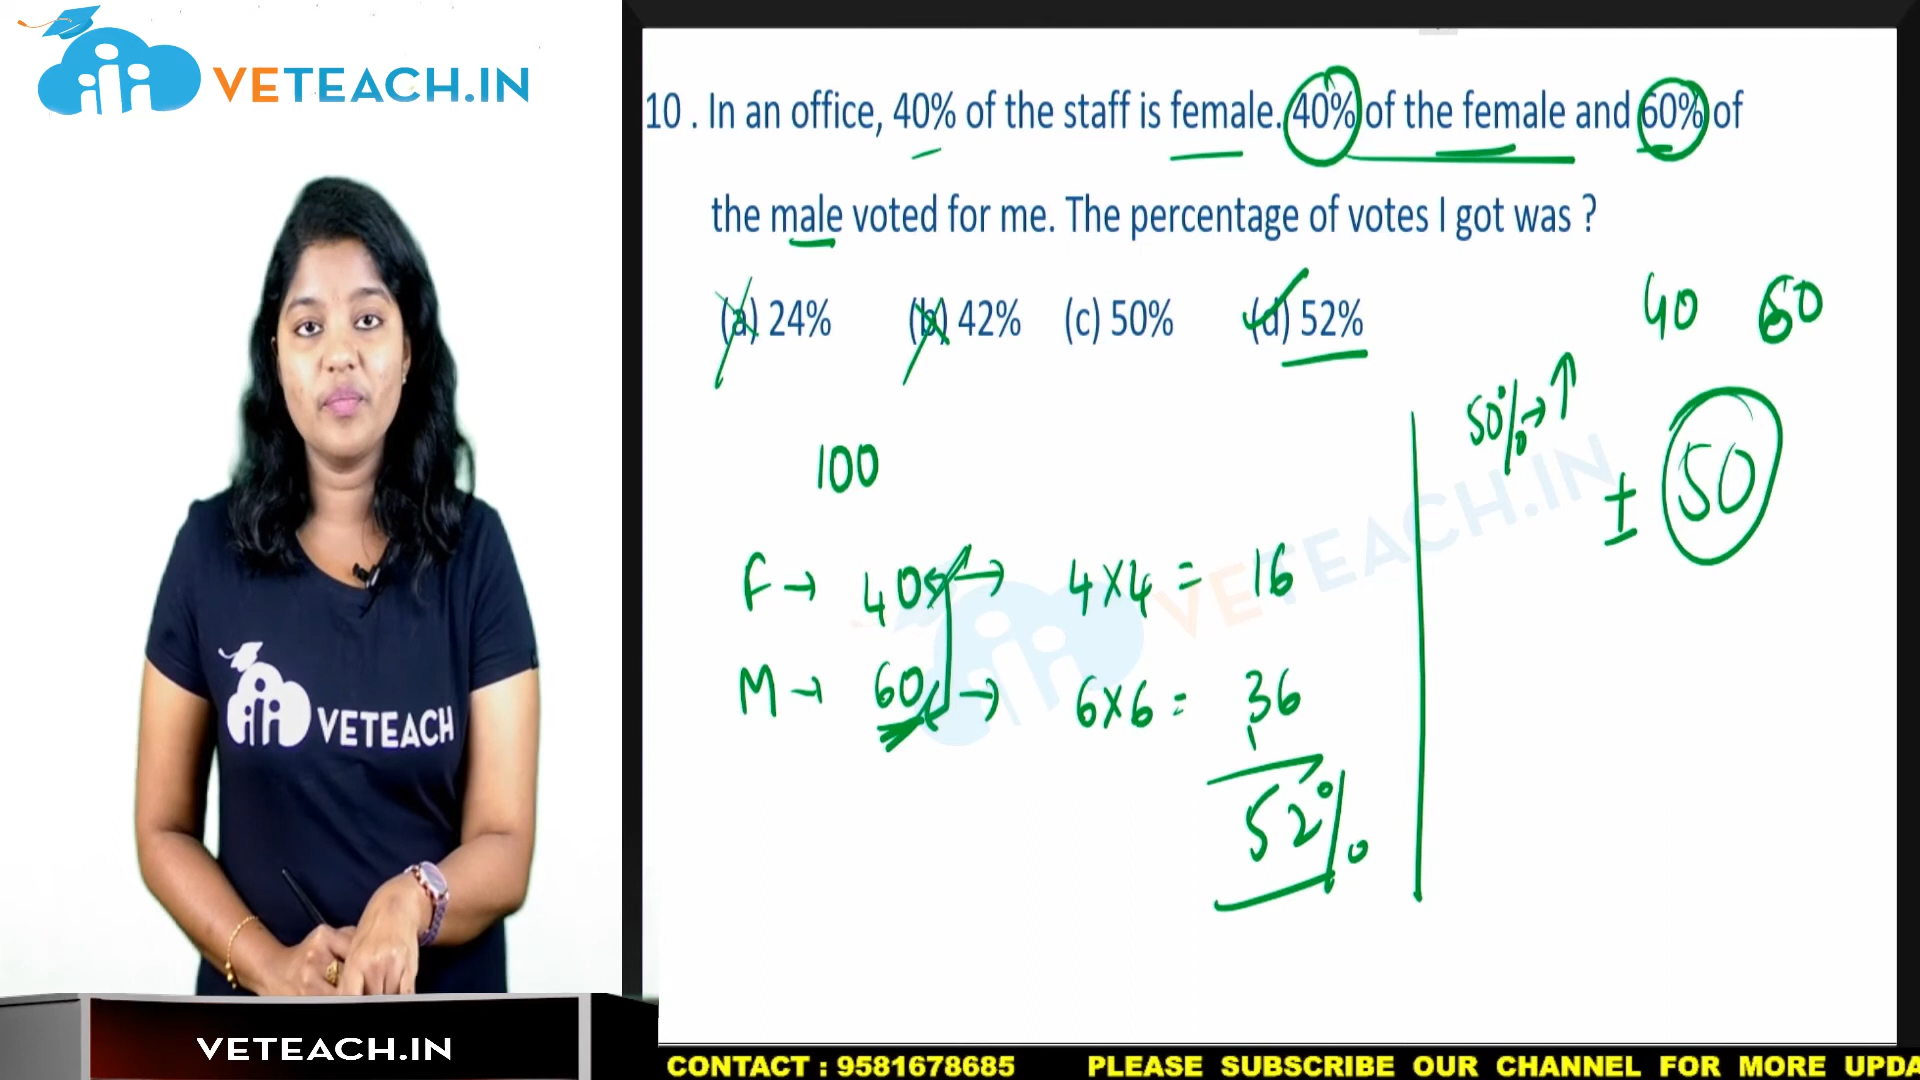 VETEACH.IN
10 . In an office, 40% of the staff is female. 40% of the female and 60% of
the male voted for me. The percentage of votes I got was ?
(a) 24% (b) 42% (c) 50% (d) 52%
40 60
50% → ↑
100
± 50
F → 40 → 4×4 = 16
M → 60 → 6×6 = 36
52%
VETEACH.IN
VETEACH
VETEACH.IN
CONTACT : 9581678685 PLEASE SUBSCRIBE OUR CHANNEL FOR MORE UPDA